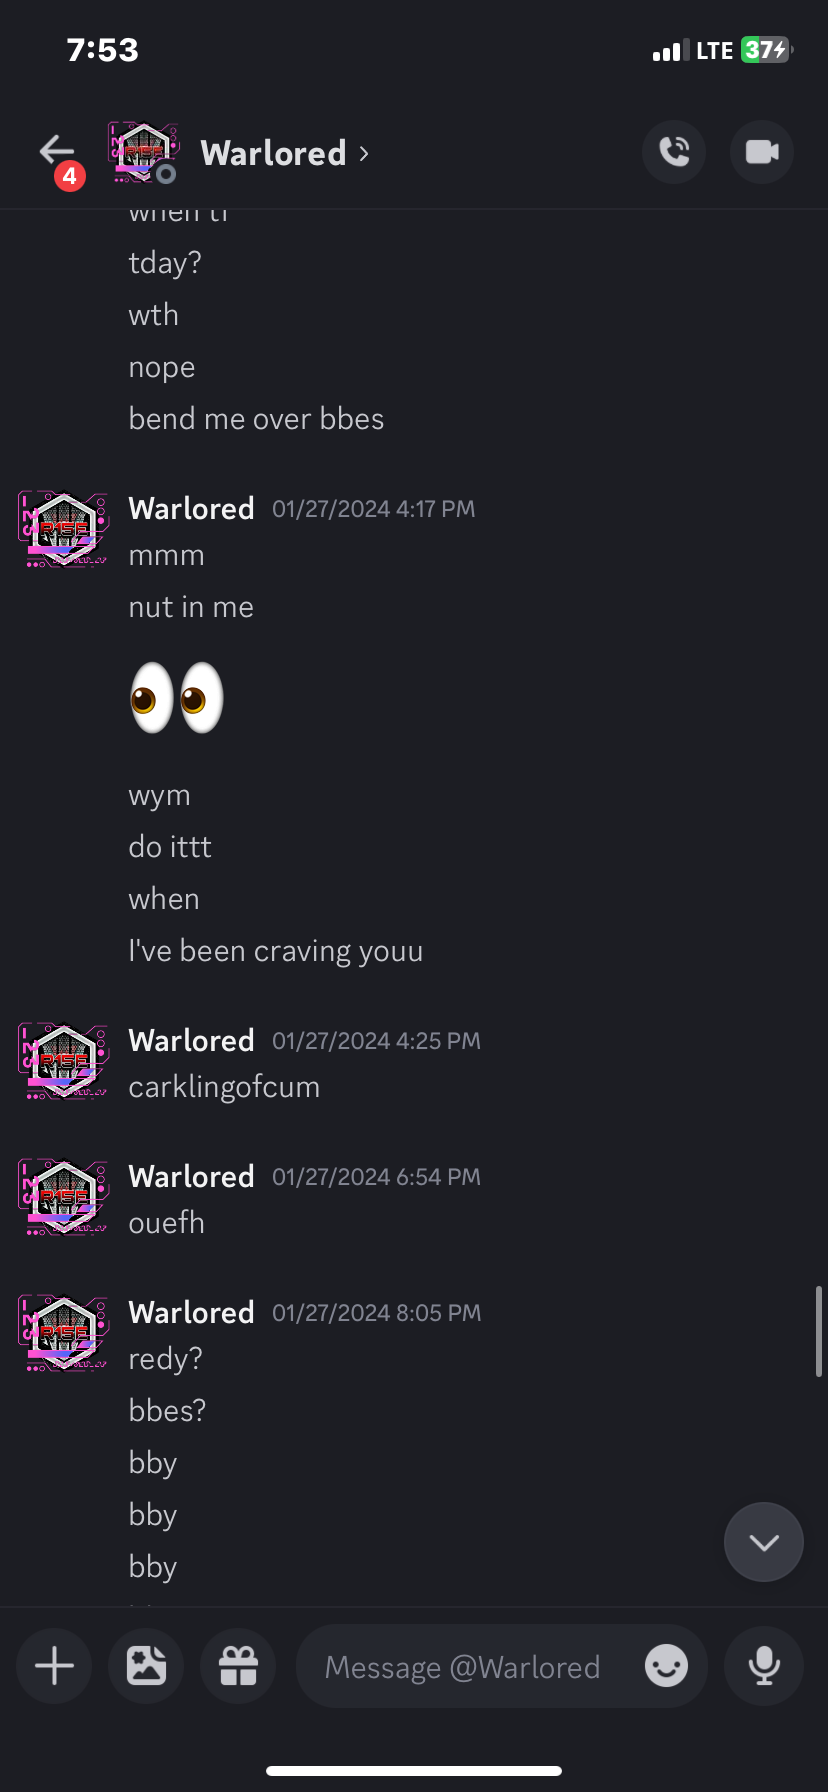 7:53
LTE 37
4
Warlored
tday?
wth
nope
bend me over bbes
Warlored 01/27/2024 4:17 PM
mmm
nut in me
wym
do ittt
when
I've been craving youu
Warlored 01/27/2024 4:25 PM
carklingofcum
Warlored 01/27/2024 6:54 PM
ouefh
Warlored 01/27/2024 8:05 PM
redy?
bbes?
bby
bby
bby
Message @Warlored